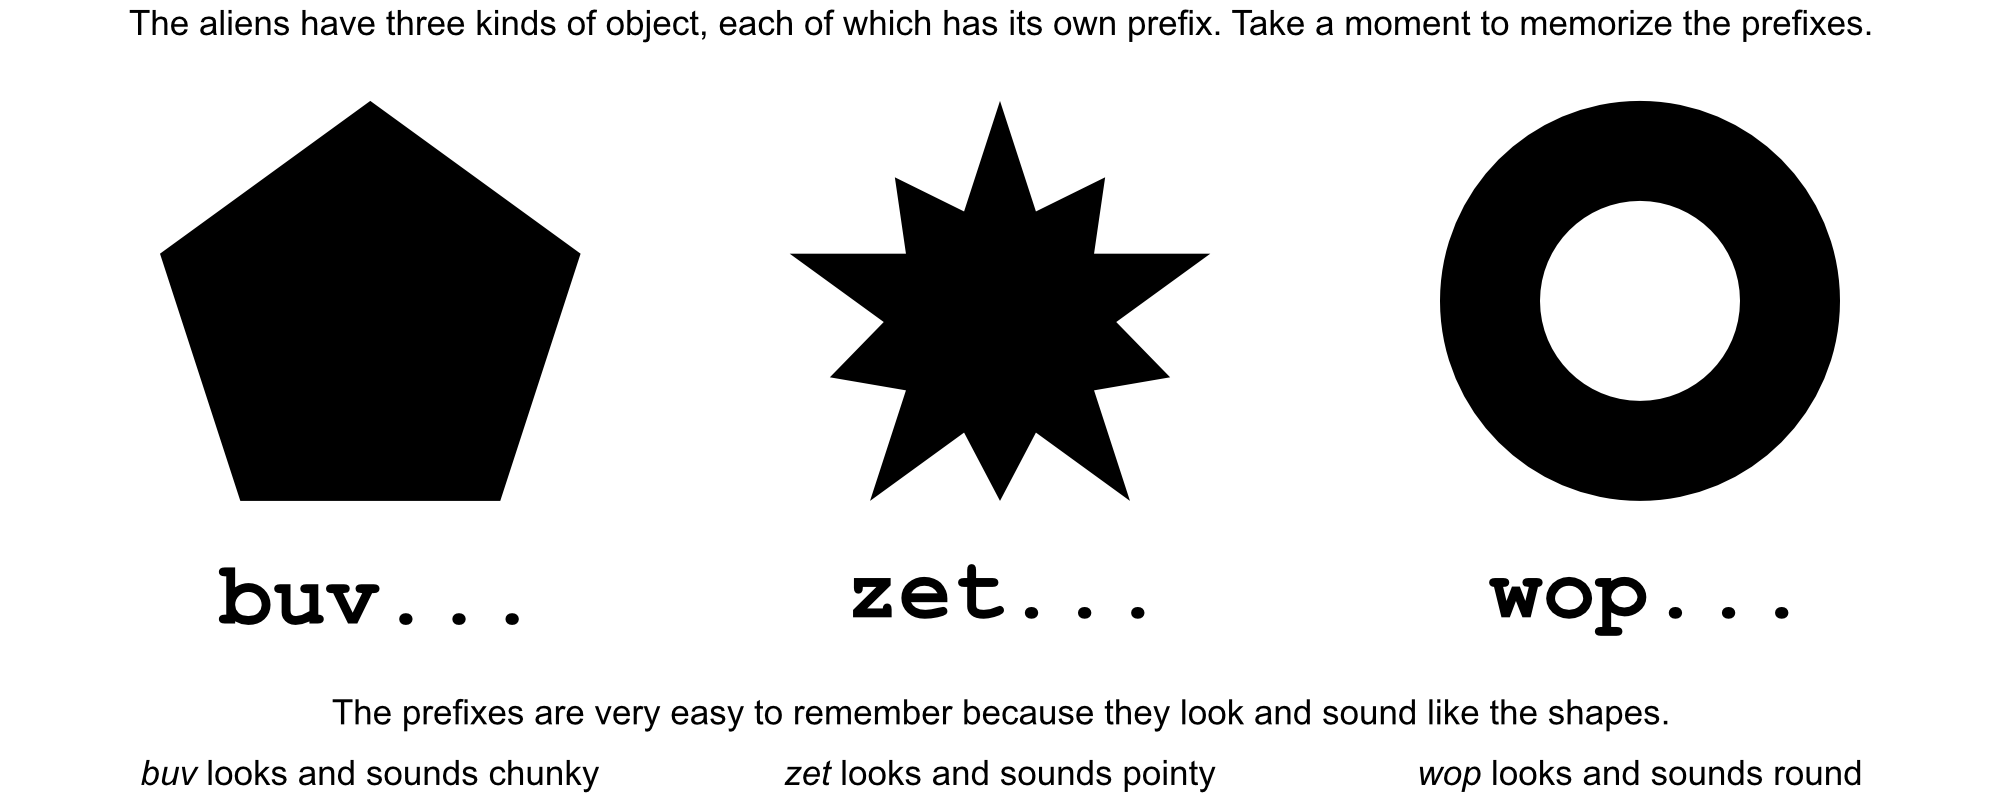 The aliens have three kinds of object, each of which has its own prefix. Take a moment to memorize the prefixes.
buv... zet... wop...
The prefixes are very easy to remember because they look and sound like the shapes.
buv looks and sounds chunky zet looks and sounds pointy wop looks and sounds round